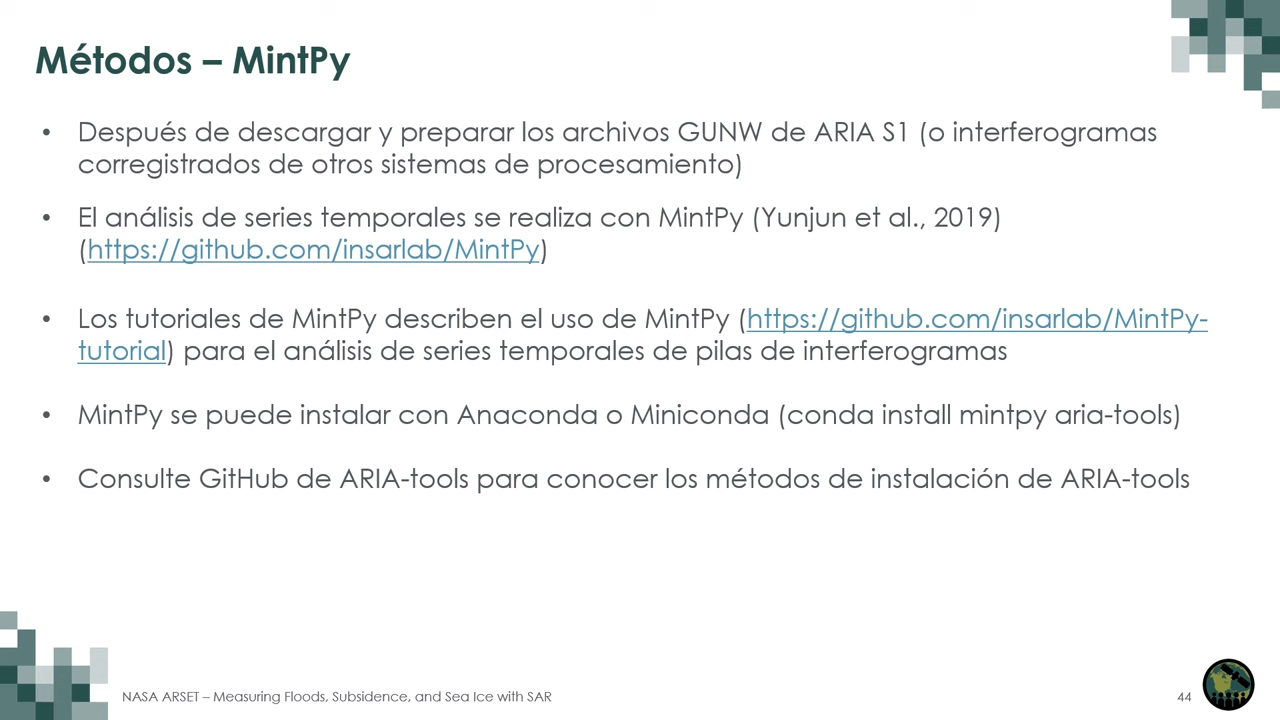 Métodos – MintPy
• Después de descargar y preparar los archivos GUNW de ARIA S1 (o interferogramas
corregistrados de otros sistemas de procesamiento)
• El análisis de series temporales se realiza con MintPy (Yunjun et al., 2019)
(https://github.com/insarlab/MintPy)
• Los tutoriales de MintPy describen el uso de MintPy (https://github.com/insarlab/MintPy-
tutorial) para el análisis de series temporales de pilas de interferogramas
• MintPy se puede instalar con Anaconda o Miniconda (conda install mintpy aria-tools)
• Consulte GitHub de ARIA-tools para conocer los métodos de instalación de ARIA-tools
NASA ARSET – Measuring Floods, Subsidence, and Sea Ice with SAR
44